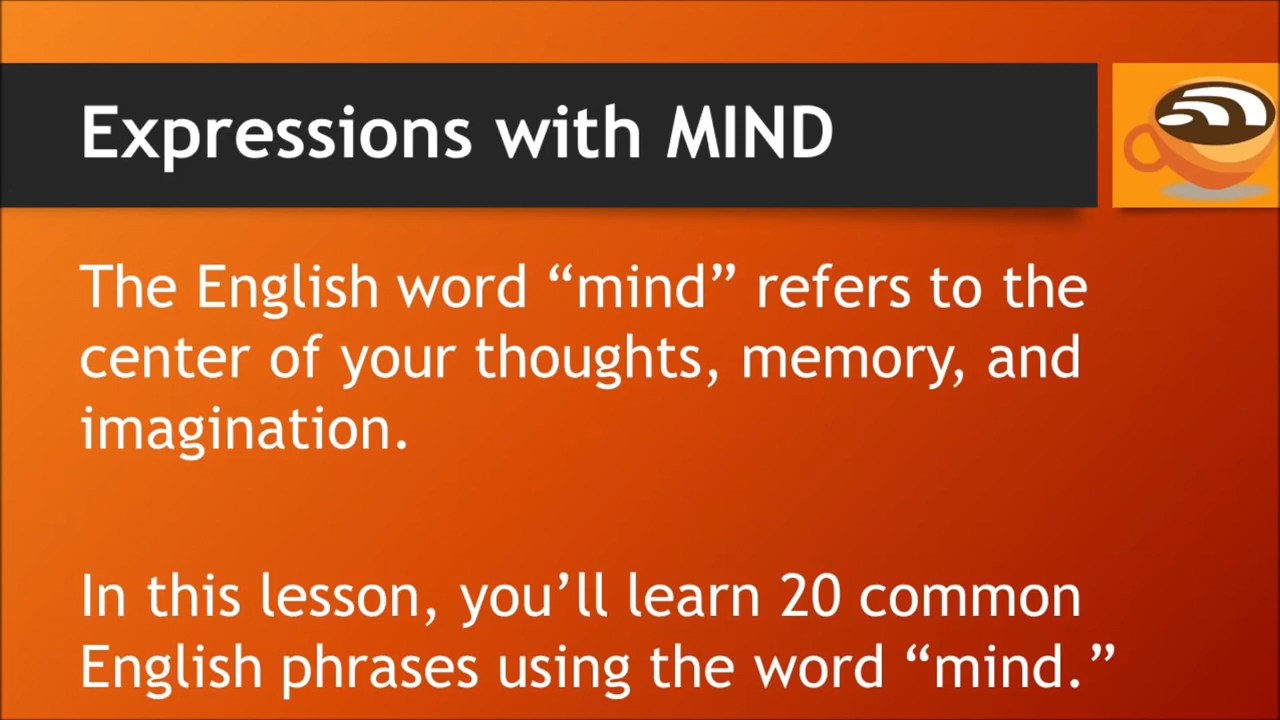 Expressions with MIND
The English word “mind” refers to the
center of your thoughts, memory, and
imagination.
In this lesson, you’ll learn 20 common
English phrases using the word “mind.”